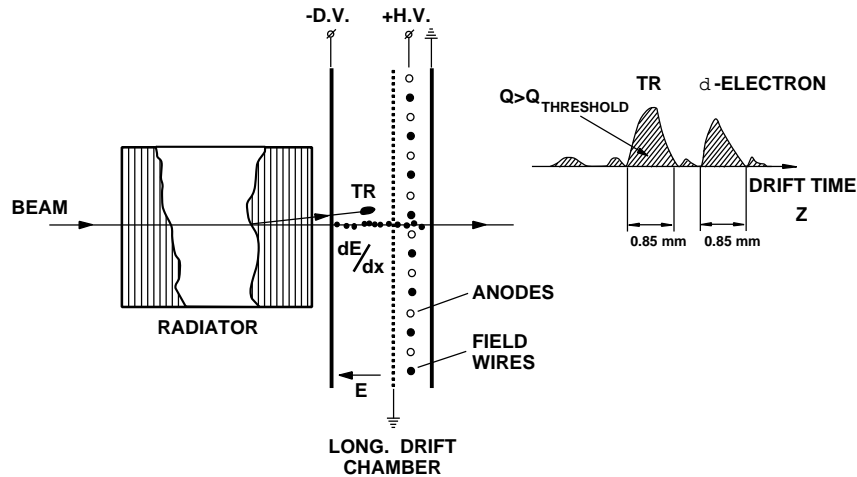 -D.V. +H.V.
TR d-ELECTRON
Q>QTHRESHOLD
TR
BEAM
DRIFT TIME
Z
0.85 mm 0.85 mm
dE/dx
ANODES
RADIATOR
FIELD
WIRES
E
LONG. DRIFT
CHAMBER